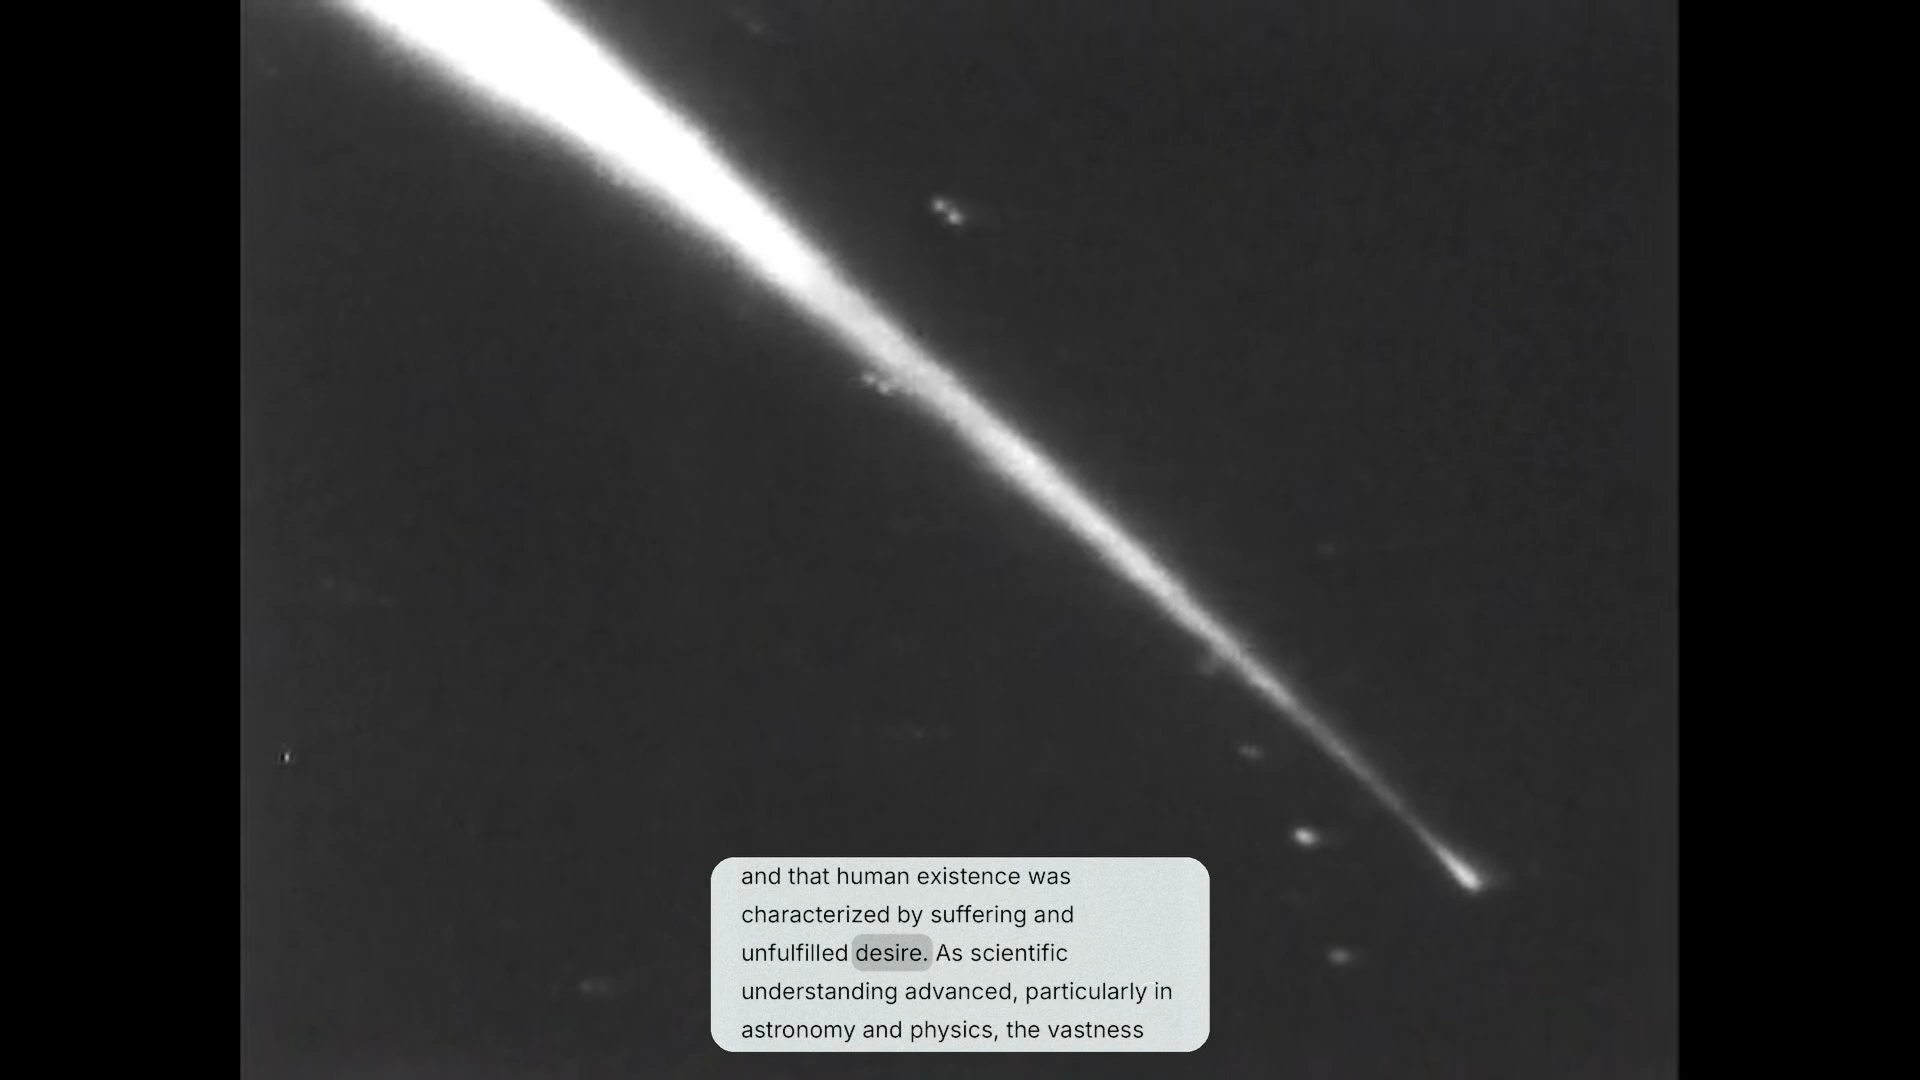 and that human existence was
characterized by suffering and
unfulfilled desire. As scientific
understanding advanced, particularly in
astronomy and physics, the vastness